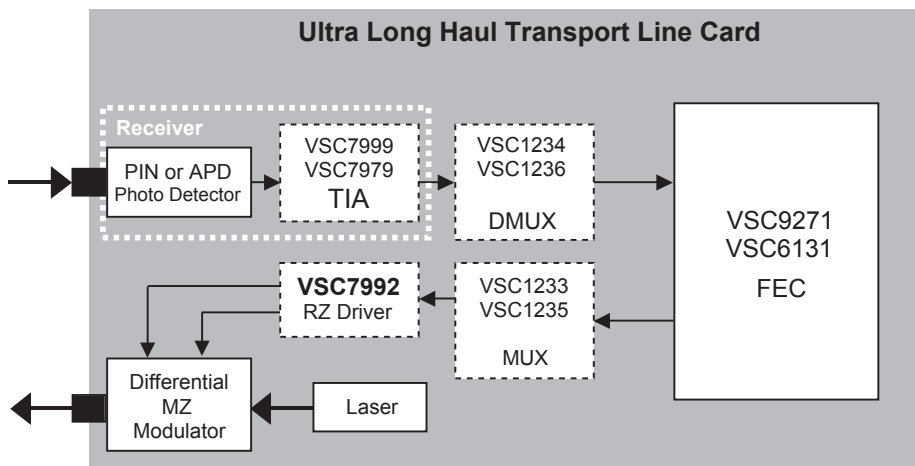 Ultra Long Haul Transport Line Card
Receiver
PIN or APD
Photo Detector
VSC7999
VSC7979
TIA
VSC1234
VSC1236
DMUX
VSC9271
VSC6131
FEC
VSC7992
RZ Driver
VSC1233
VSC1235
MUX
Differential
MZ
Modulator
Laser